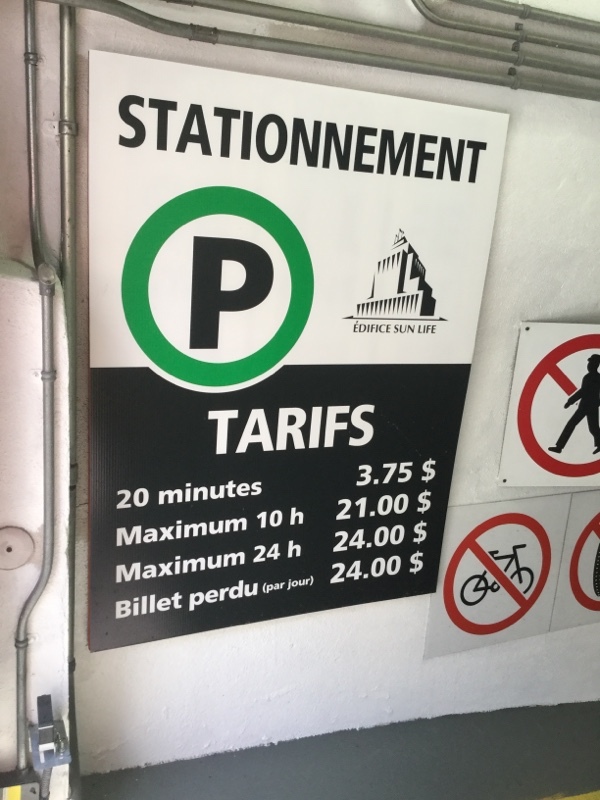 STATIONNEMENT
P
ÉDIFICE SUN LIFE
TARIFS
20 minutes 3.75 $
Maximum 10 h 21.00 $
Maximum 24 h 24.00 $
Billet perdu (par jour) 24.00 $